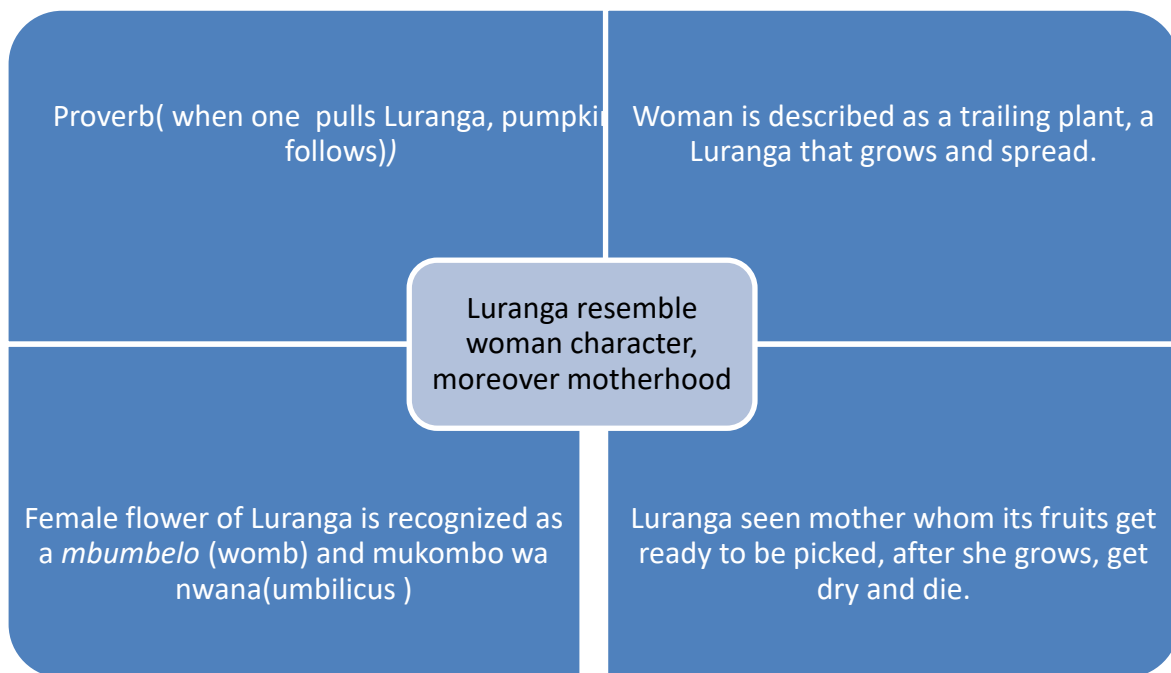 Proverb( when one pulls Luranga, pumpkin
follows))
Woman is described as a trailing plant, a
Luranga that grows and spread.
Luranga resemble
woman character,
moreover motherhood
Female flower of Luranga is recognized as
a mbumbelo (womb) and mukombo wa
nwana(umbilicus )
Luranga seen mother whom its fruits get
ready to be picked, after she grows, get
dry and die.